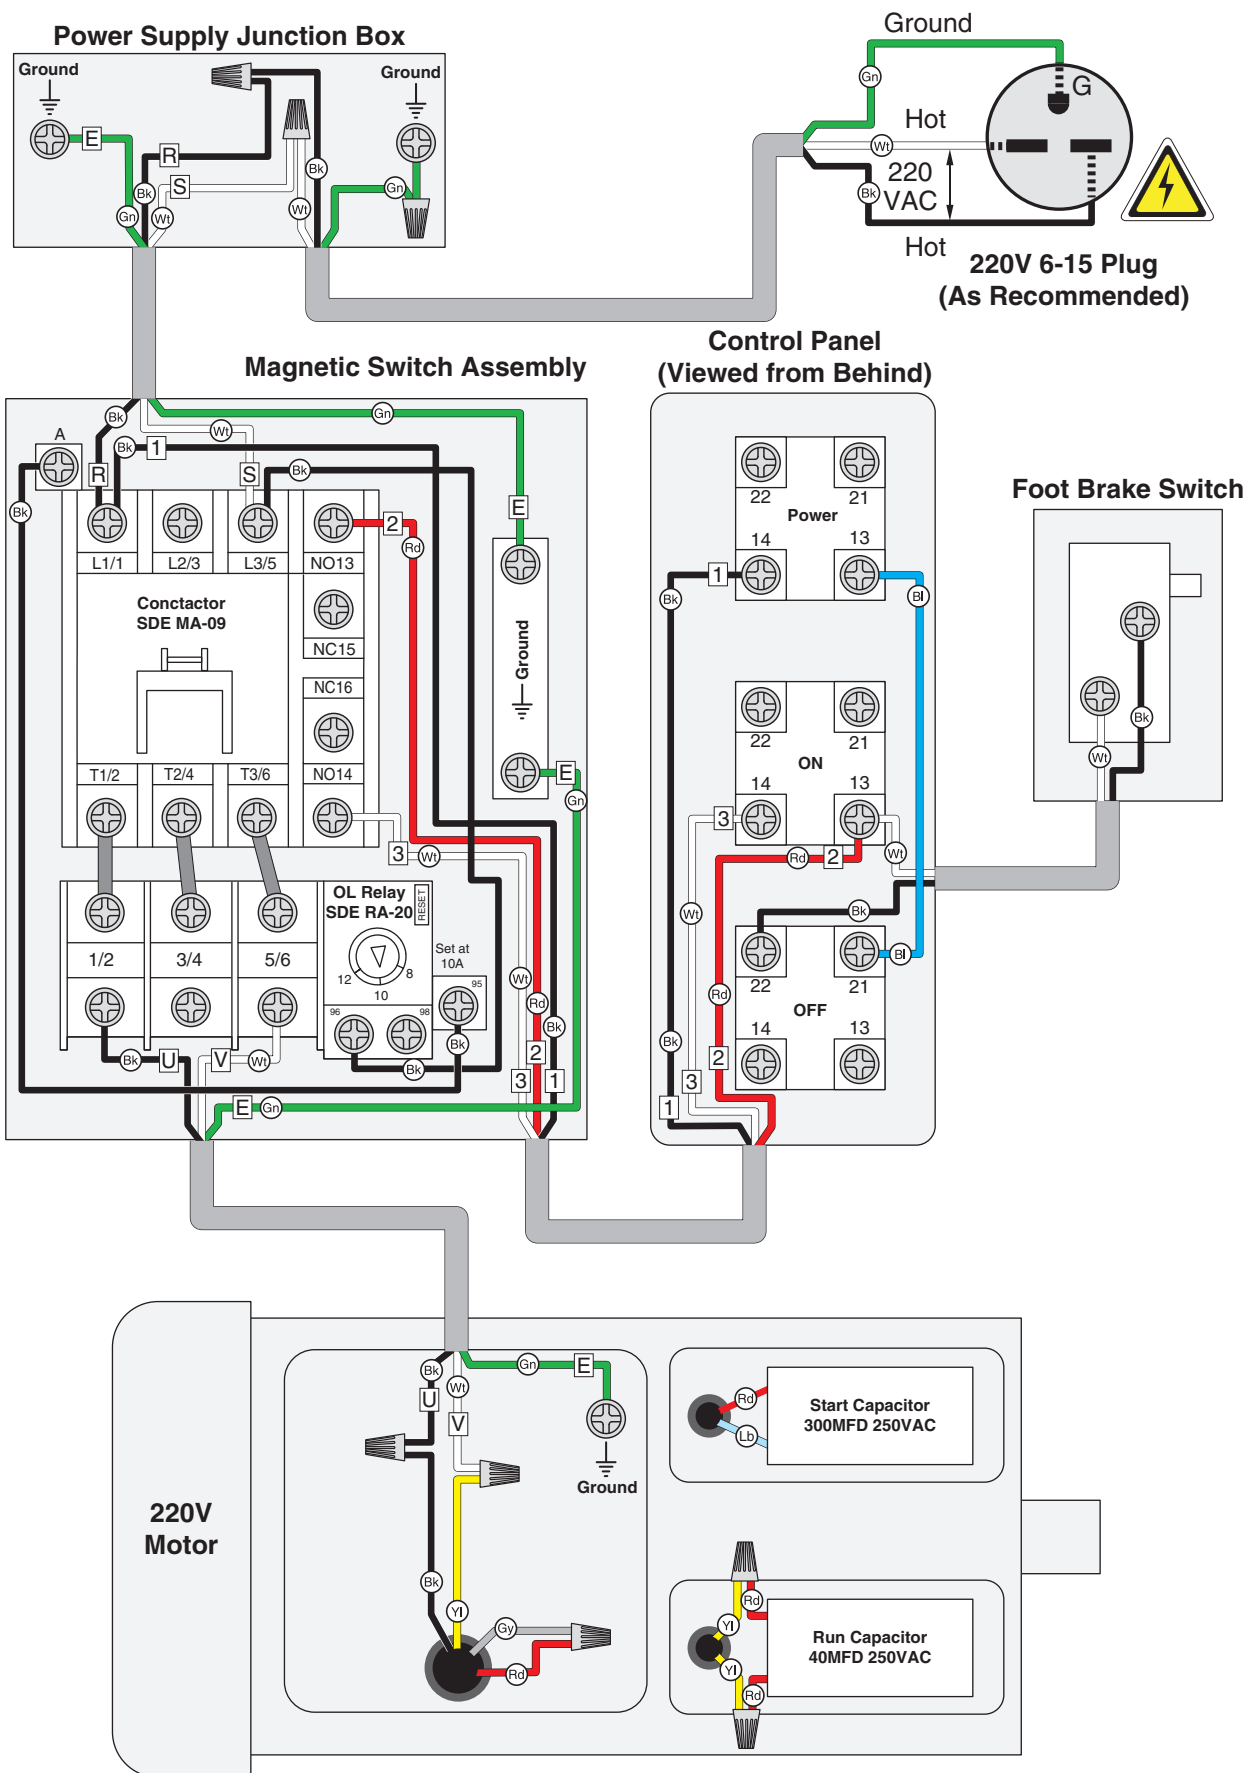 Power Supply Junction Box
Ground
Ground
E
R
S
Bk
Gn
Wt
Wt
Bk
Gn
Ground
Gn
G
Hot
Wt
220
VAC
Bk
Hot
220V 6-15 Plug
(As Recommended)
Magnetic Switch Assembly
A
Bk
Bk
Bk
1
Wt
Gn
R
S
Bk
E
2
Rd
L1/1
L2/3
L3/5
NO13
Conctactor
SDE MA-09
NC15
NC16
Ground
T1/2
T2/4
T3/6
NO14
E
Gn
3
Wt
OL Relay
SDE RA-20
RESET
12
8
10
Set at
10A
1/2
3/4
5/6
96
98
95
Bk
Bk
U
V
Wt
Bk
Wt
Rd
Bk
2
3
1
E
Gn
Control Panel
(Viewed from Behind)
22
21
Power
14
13
1
Bk
Bl
22
21
ON
14
13
3
Rd
2
Wt
Wt
Bk
Bl
22
21
OFF
14
13
Rd
Bk
2
3
1
Foot Brake Switch
Bk
Wt
220V
Motor
Bk
U
Wt
V
Gn
E
Ground
Bk
Yl
Gy
Rd
Rd
Lb
Start Capacitor
300MFD 250VAC
Rd
Yl
Yl
Rd
Run Capacitor
40MFD 250VAC